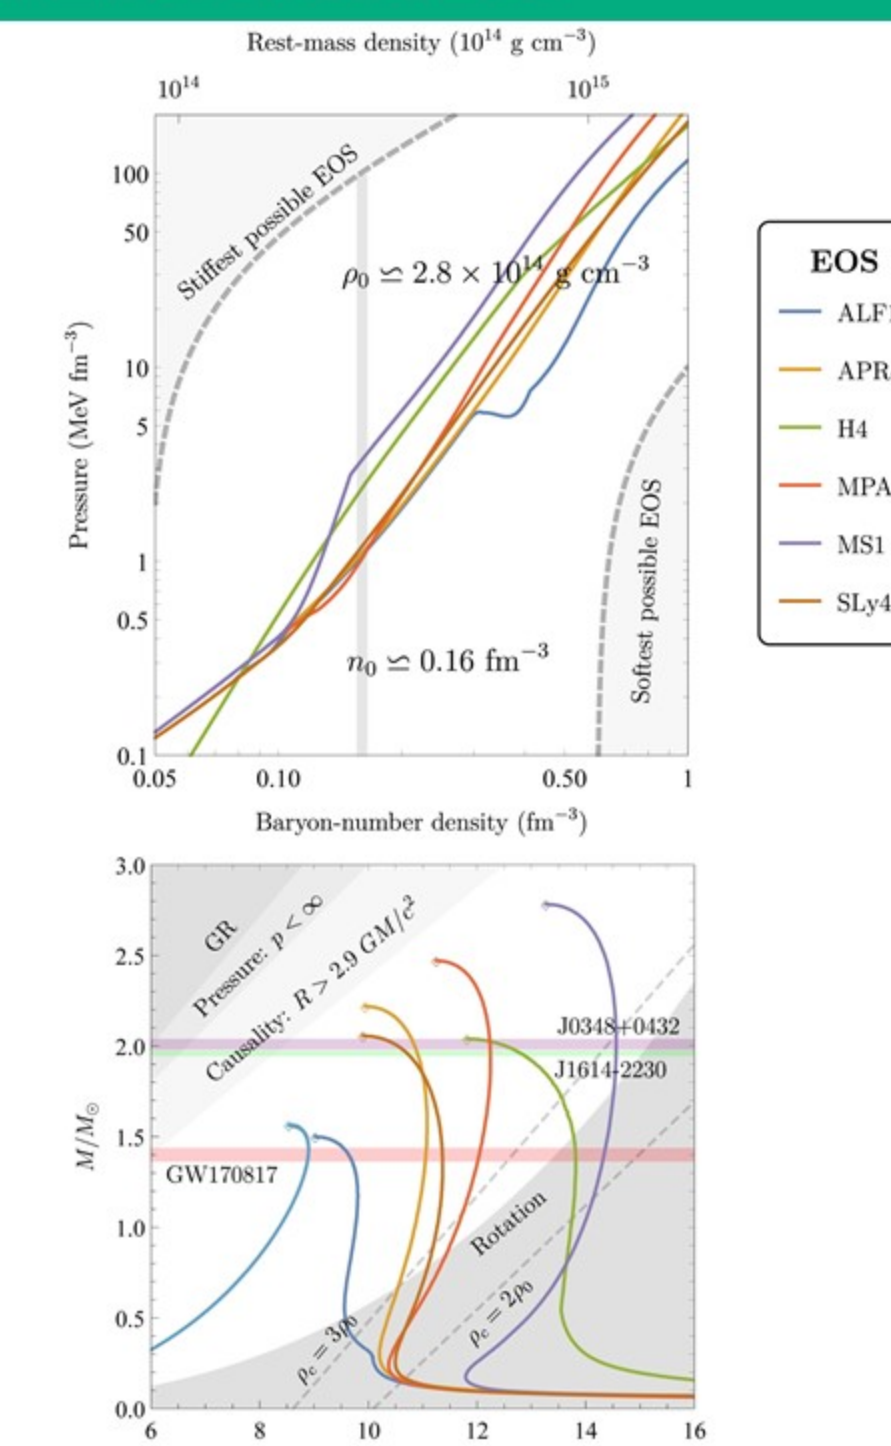 Rest-mass density (10¹⁴ g cm⁻³)
10¹⁴ 10¹⁵
Stiffest possible EOS
100
50
10
5
1
0.5
0.1
Pressure (MeV fm⁻³)
ρ₀ ≃ 2.8 × 10¹⁴ g cm⁻³
n₀ ≃ 0.16 fm⁻³
Softest possible EOS
0.05 0.10 0.50 1
Baryon-number density (fm⁻³)
EOS
ALF
APR
H4
MPA
MS1
SLy4
3.0
2.5
2.0
1.5
1.0
0.5
0.0
M/M⊙
GR
Pressure: p < ∞
Causality: R > 2.9 GM/c²
J0348+0432
J1614-2230
GW170817
Rotation
ρc = 3ρ₀
ρc = 2ρ₀
6 8 10 12 14 16